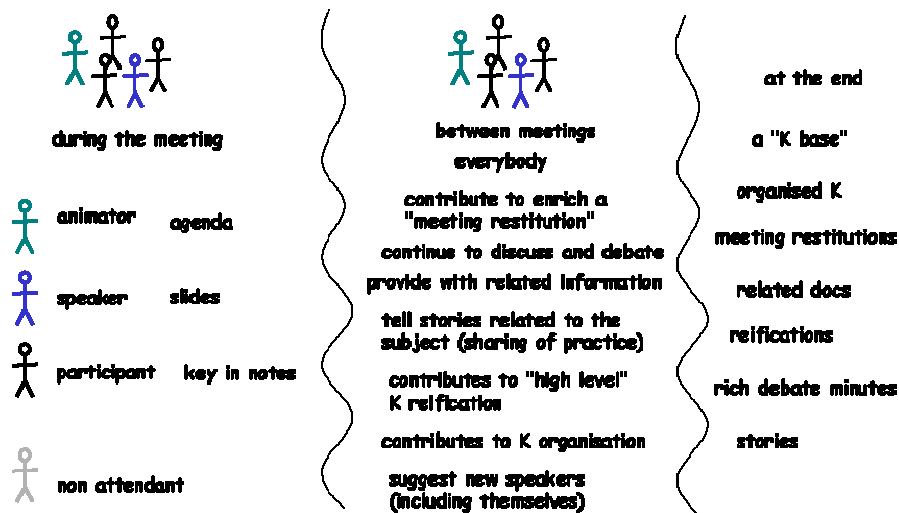 during the meeting
animator agenda
speaker slides
participant key in notes
non attendant
between meetings
everybody
contribute to enrich a
"meeting restitution"
continue to discuss and debate
provide with related information
tell stories related to the
subject (sharing of practice)
contributes to "high level"
K reification
contributes to K organisation
suggest new speakers
(including themselves)
at the end
a "K base"
organised K
meeting restitutions
related docs
reifications
rich debate minutes
stories